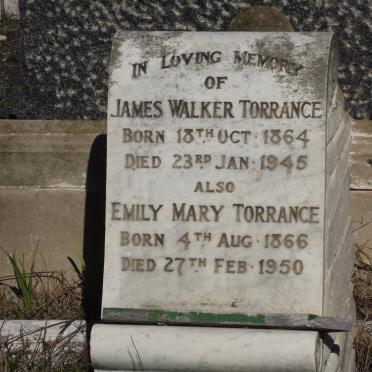 IN LOVING MEMORY
OF
JAMES WALKER TORRANCE
BORN 18TH OCT 1864
DIED 23RD JAN 1945
ALSO
EMILY MARY TORRANCE
BORN 4TH AUG 1866
DIED 27TH FEB 1950